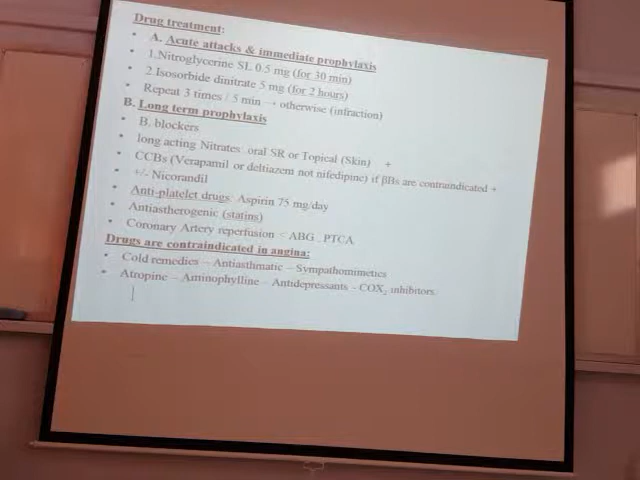 Drug treatment:
• A. Acute attacks & immediate prophylaxis
• 1.Nitroglycerine SL 0.5 mg (for 30 min)
• 2.Isosorbide dinitrate 5 mg (for 2 hours)
• Repeat 3 times / 5 min → otherwise (infraction)
B. Long term prophylaxis
• B. blockers
• long acting Nitrates: oral SR or Topical (Skin) +
• CCBs (Verapamil or deltiazem not nifedipine) if βBs are contraindicated +
• +/- Nicorandil
• Anti-platelet drugs: Aspirin 75 mg/day
• Antiastherogenic (statins)
• Coronary Artery reperfusion < ABG , PTCA
Drugs are contraindicated in angina:
• Cold remedies – Antiasthmatic – Sympathomimetics
• Atropine – Aminophylline – Antidepressants - COX₂ inhibitors.